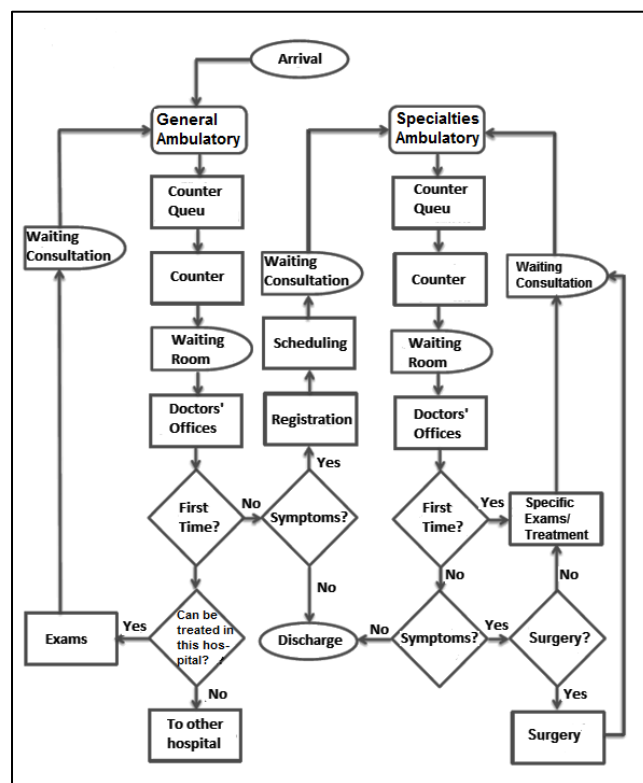 Arrival
General
Ambulatory
Counter
Queu
Waiting
Consultation
Counter
Waiting
Room
Doctors'
Offices
First
Time?
No
Symptoms?
Yes
Registration
Scheduling
Waiting
Consultation
No
Discharge
Can be
treated in
this hos-
pital?
Yes
Exams
No
To other
hospital
Specialties
Ambulatory
Counter
Queu
Counter
Waiting
Room
Doctors'
Offices
First
Time?
Yes
Specific
Exams/
Treatment
Waiting
Consultation
No
Symptoms?
No
Yes
Surgery?
No
Yes
Surgery